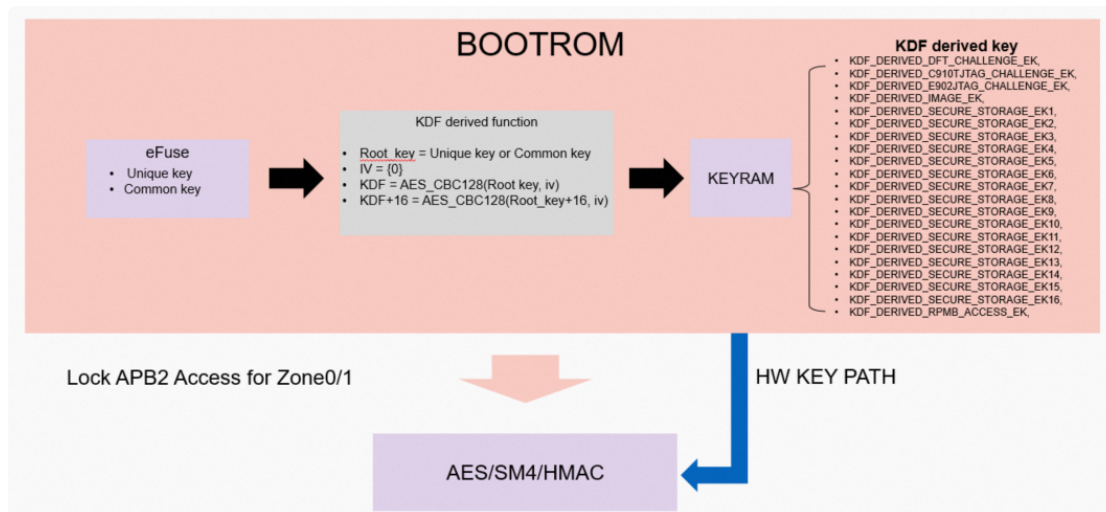 BOOTROM
eFuse
• Unique key
• Common key
KDF derived function
• Root_key = Unique key or Common key
• IV = {0}
• KDF = AES_CBC128(Root key, iv)
• KDF+16 = AES_CBC128(Root_key+16, iv)
KEYRAM
KDF derived key
• KDF_DERIVED_DFT_CHALLENGE_EK,
• KDF_DERIVED_C910TJTAG_CHALLENGE_EK,
• KDF_DERIVED_E902JTAG_CHALLENGE_EK,
• KDF_DERIVED_IMAGE_EK,
• KDF_DERIVED_SECURE_STORAGE_EK1,
• KDF_DERIVED_SECURE_STORAGE_EK2,
• KDF_DERIVED_SECURE_STORAGE_EK3,
• KDF_DERIVED_SECURE_STORAGE_EK4,
• KDF_DERIVED_SECURE_STORAGE_EK5,
• KDF_DERIVED_SECURE_STORAGE_EK6,
• KDF_DERIVED_SECURE_STORAGE_EK7,
• KDF_DERIVED_SECURE_STORAGE_EK8,
• KDF_DERIVED_SECURE_STORAGE_EK9,
• KDF_DERIVED_SECURE_STORAGE_EK10,
• KDF_DERIVED_SECURE_STORAGE_EK11,
• KDF_DERIVED_SECURE_STORAGE_EK12,
• KDF_DERIVED_SECURE_STORAGE_EK13,
• KDF_DERIVED_SECURE_STORAGE_EK14,
• KDF_DERIVED_SECURE_STORAGE_EK15,
• KDF_DERIVED_SECURE_STORAGE_EK16,
• KDF_DERIVED_RPMB_ACCESS_EK,
Lock APB2 Access for Zone0/1
HW KEY PATH
AES/SM4/HMAC